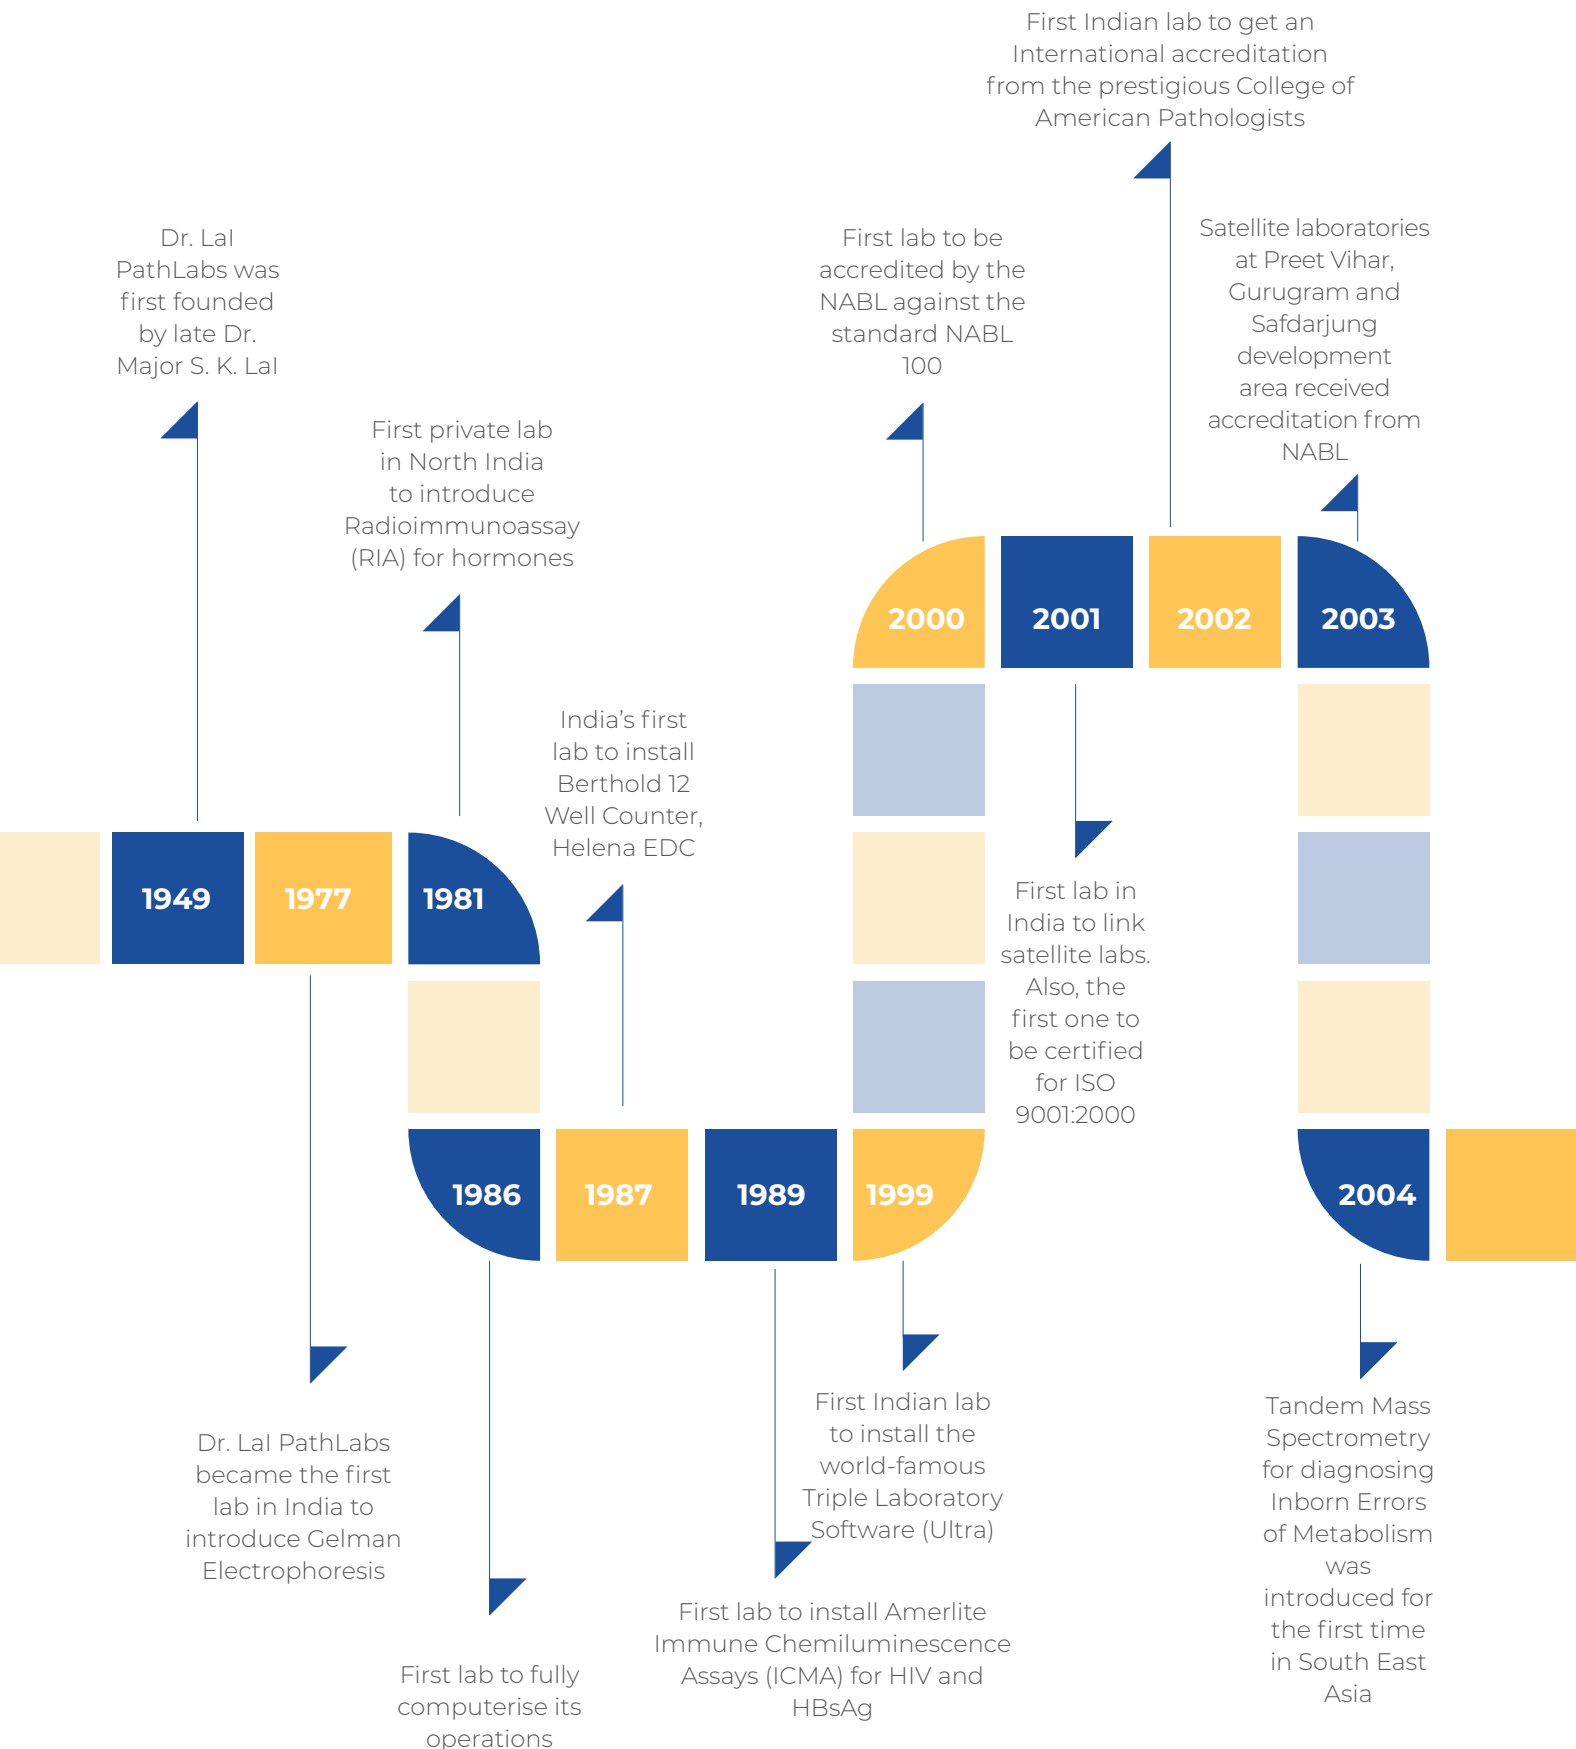 First Indian lab to get an
International accreditation
from the prestigious College of
American Pathologists
Dr. Lal
PathLabs was
first founded
by late Dr.
Major S. K. Lal
First lab to be
accredited by the
NABL against the
standard NABL
100
Satellite laboratories
at Preet Vihar,
Gurugram and
Safdarjung
development
area received
accreditation from
NABL
First private lab
in North India
to introduce
Radioimmunoassay
(RIA) for hormones
2000
2001
2002
2003
India’s first
lab to install
Berthold 12
Well Counter,
Helena EDC
1949
1977
1981
First lab in
India to link
satellite labs.
Also, the
first one to
be certified
for ISO
9001:2000
1986
1987
1989
1999
2004
Dr. Lal PathLabs
became the first
lab in India to
introduce Gelman
Electrophoresis
First Indian lab
to install the
world-famous
Triple Laboratory
Software (Ultra)
Tandem Mass
Spectrometry
for diagnosing
Inborn Errors
of Metabolism
was
introduced for
the first time
in South East
Asia
First lab to install Amerlite
Immune Chemiluminescence
Assays (ICMA) for HIV and
HBsAg
First lab to fully
computerise its
operations